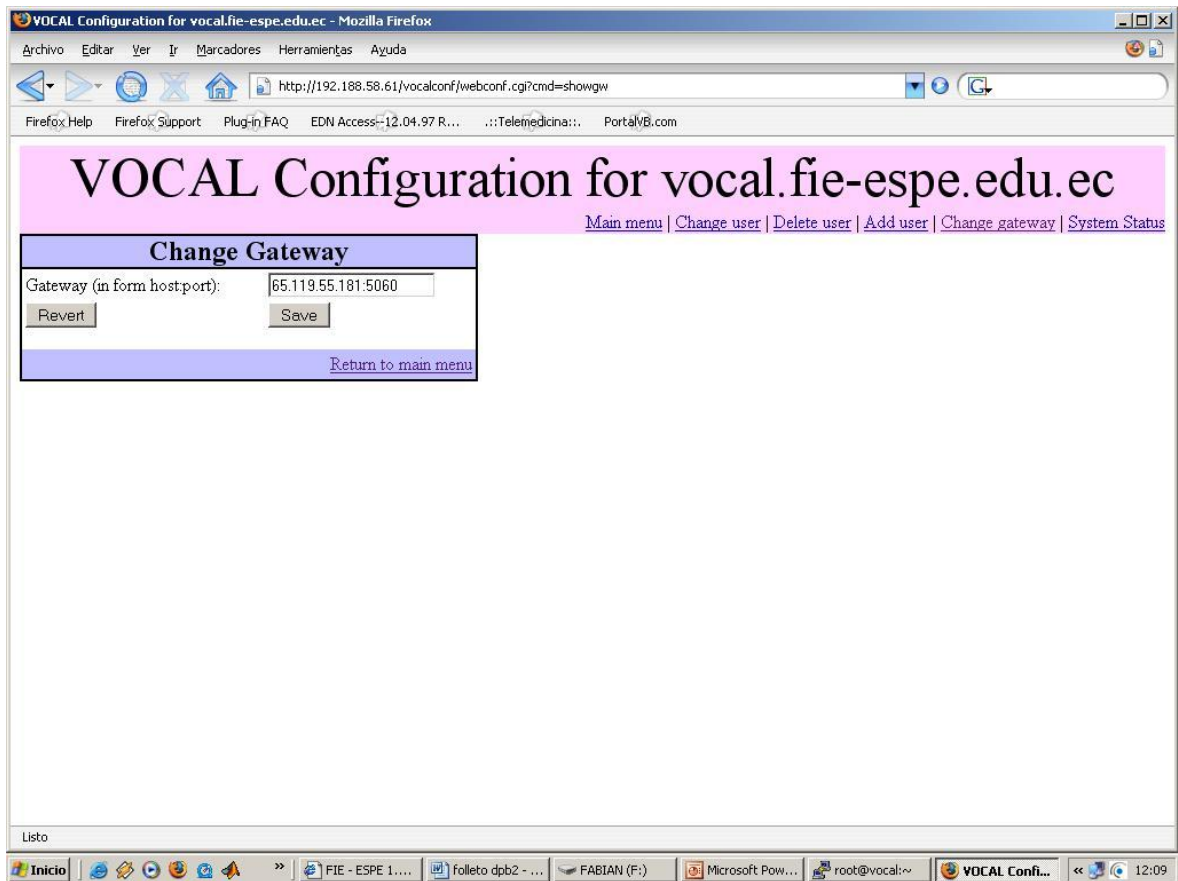 VOCAL Configuration for vocal.fie-espe.edu.ec - Mozilla Firefox
Archivo Editar Ver Ir Marcadores Herramientas Ayuda
http://192.188.58.61/vocalconf/webconf.cgi?cmd=showgw
G
Firefox Help Firefox Support Plug-in FAQ EDN Access--12.04.97 R... .::Telemedicina::. PortalVB.com
VOCAL Configuration for vocal.fie-espe.edu.ec
Main menu | Change user | Delete user | Add user | Change gateway | System Status
Change Gateway
Gateway (in form host:port): 65.119.55.181:5060
Revert Save
Return to main menu
Listo
Inicio » FIE - ESPE 1.... folleto dpb2 - ... FABIAN (F:) Microsoft Pow... root@vocal:~ VOCAL Confi... « 12:09